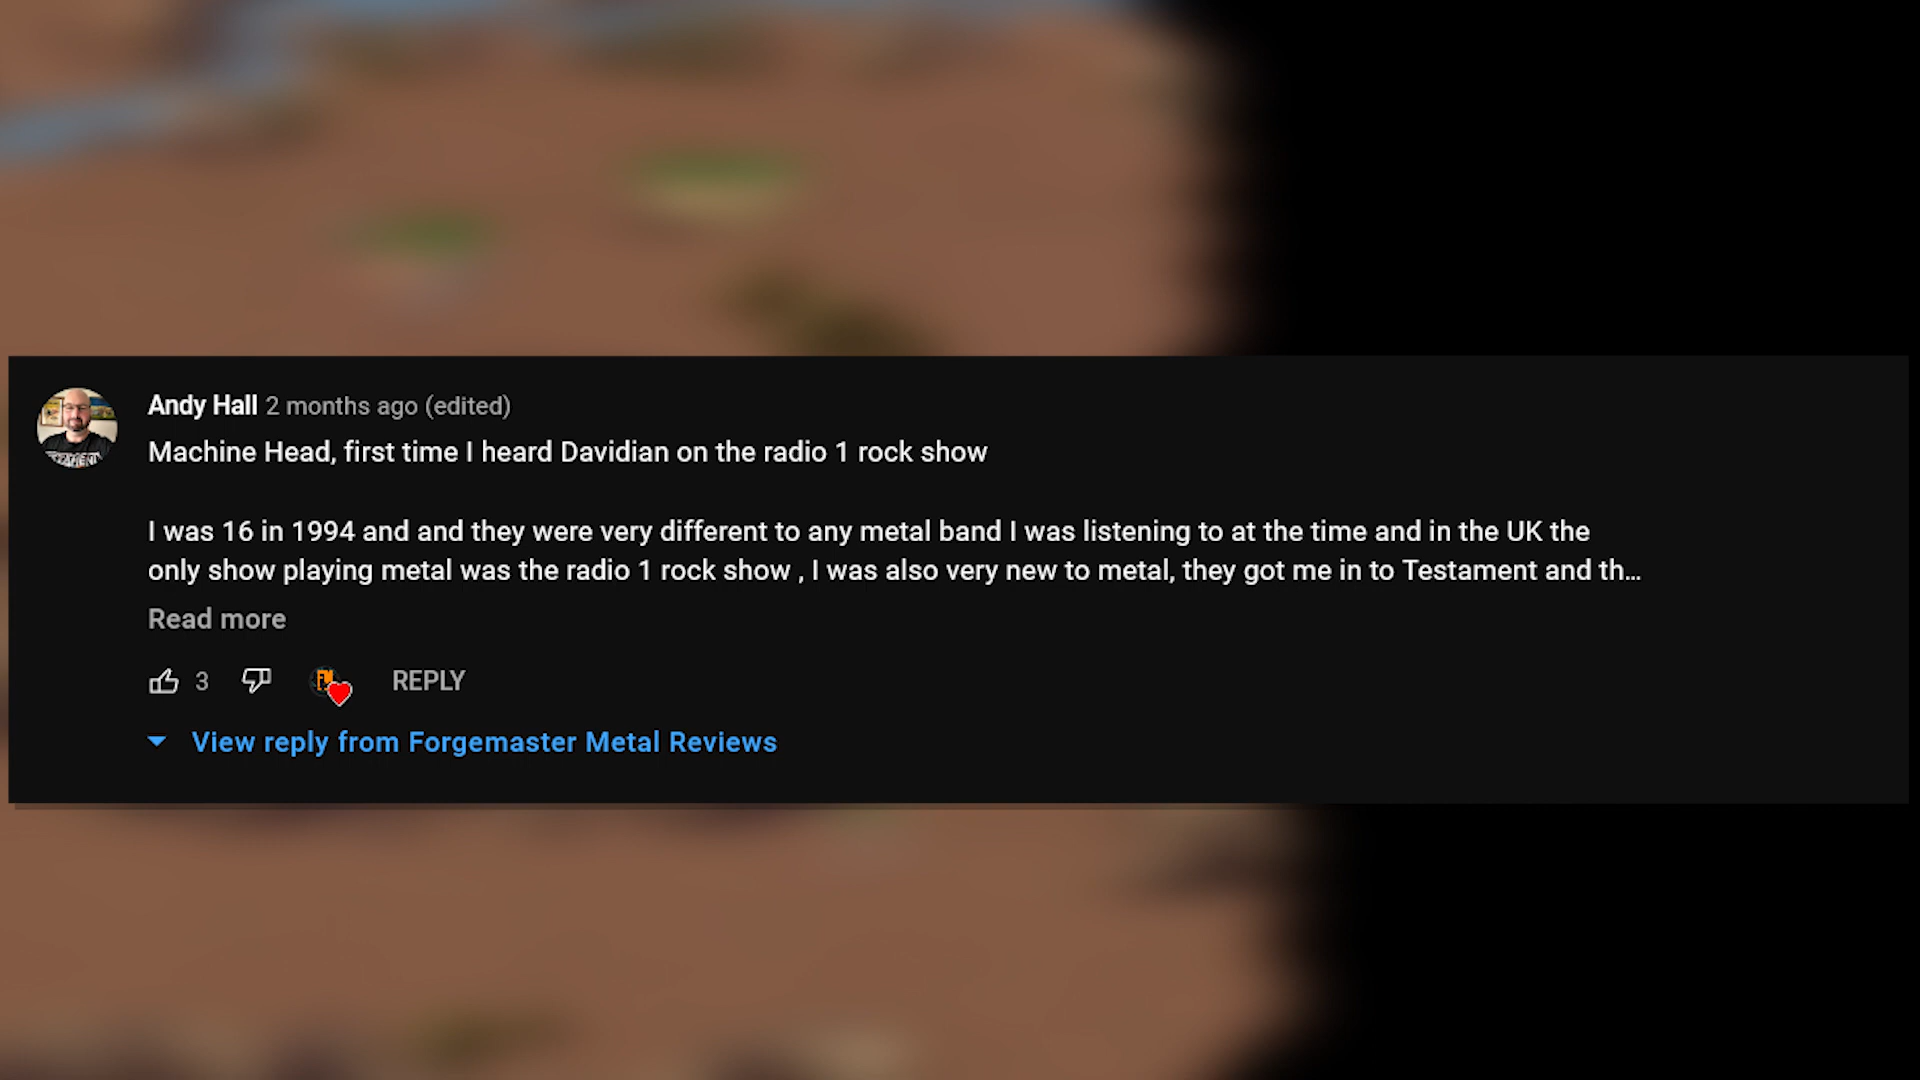 Andy Hall 2 months ago (edited)
Machine Head, first time I heard Davidian on the radio 1 rock show
I was 16 in 1994 and and they were very different to any metal band I was listening to at the time and in the UK the
only show playing metal was the radio 1 rock show , I was also very new to metal, they got me in to Testament and th...
Read more
3
REPLY
View reply from Forgemaster Metal Reviews